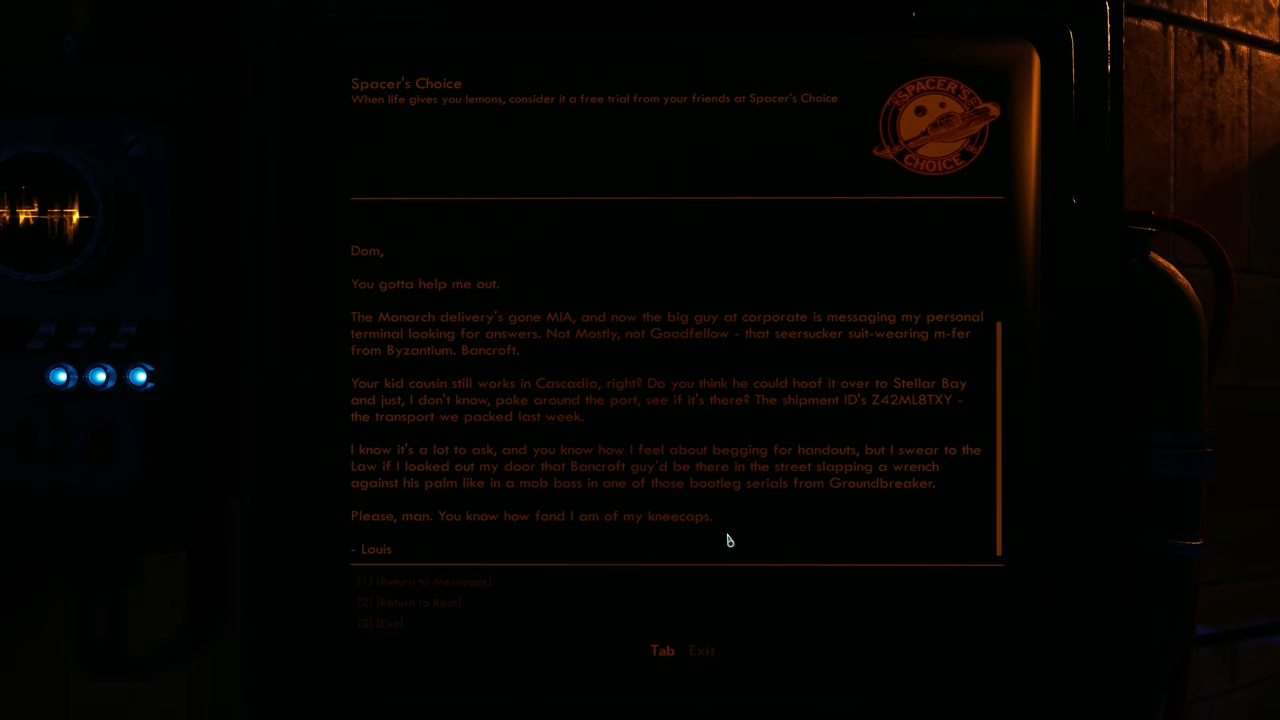 Spacer's Choice
When life gives you lemons, consider it a free trial from your friends at Spacer's Choice
SPACER'S
CHOICE
Dom,
You gotta help me out.
The Monarch delivery's gone MIA, and now the big guy at corporate is messaging my personal
terminal looking for answers. Not Mostly, not Goodfellow - that seersucker suit-wearing m-fer
from Byzantium. Bancroft.
Your kid cousin still works in Cascadia, right? Do you think he could hoof it over to Stellar Bay
and just, I don't know, poke around the port, see if it's there? The shipment ID's Z42ML8TXY -
the transport we packed last week.
I know it's a lot to ask, and you know how I feel about begging for handouts, but I swear to the
Law if I looked out my door that Bancroft guy'd be there in the street slapping a wrench
against his palm like in a mob boss in one of those bootleg serials from Groundbreaker.
Please, man. You know how fond I am of my kneecaps.
- Louis
[1] [Return to Messages]
[2] [Return to Root]
[3] [Exit]
Tab Exit